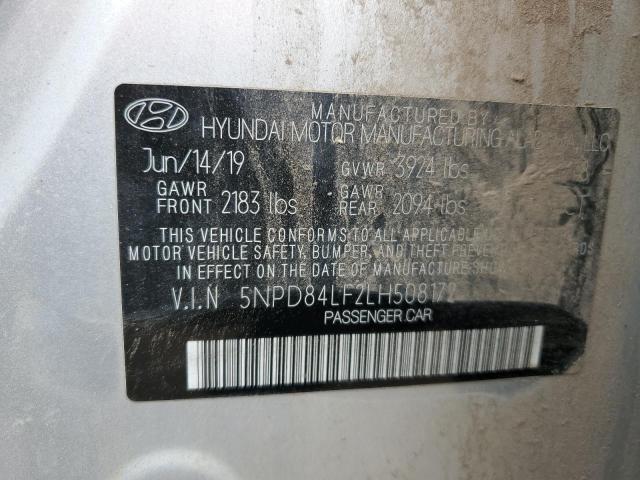 MANUFACTURED BY
HYUNDAI MOTOR MANUFACTURING LLC
Jun/14/19 GVWR 3924 lbs
GAWR FRONT 2183 lbs GAWR REAR 2094 lbs
THIS VEHICLE CONFORMS TO ALL APPLICABLE
MOTOR VEHICLE SAFETY, BUMPER, AND THEFT
IN EFFECT ON THE DATE OF MANUFACTURE SHOWN
V.I.N 5NPD84LF2LH508172
PASSENGER CAR